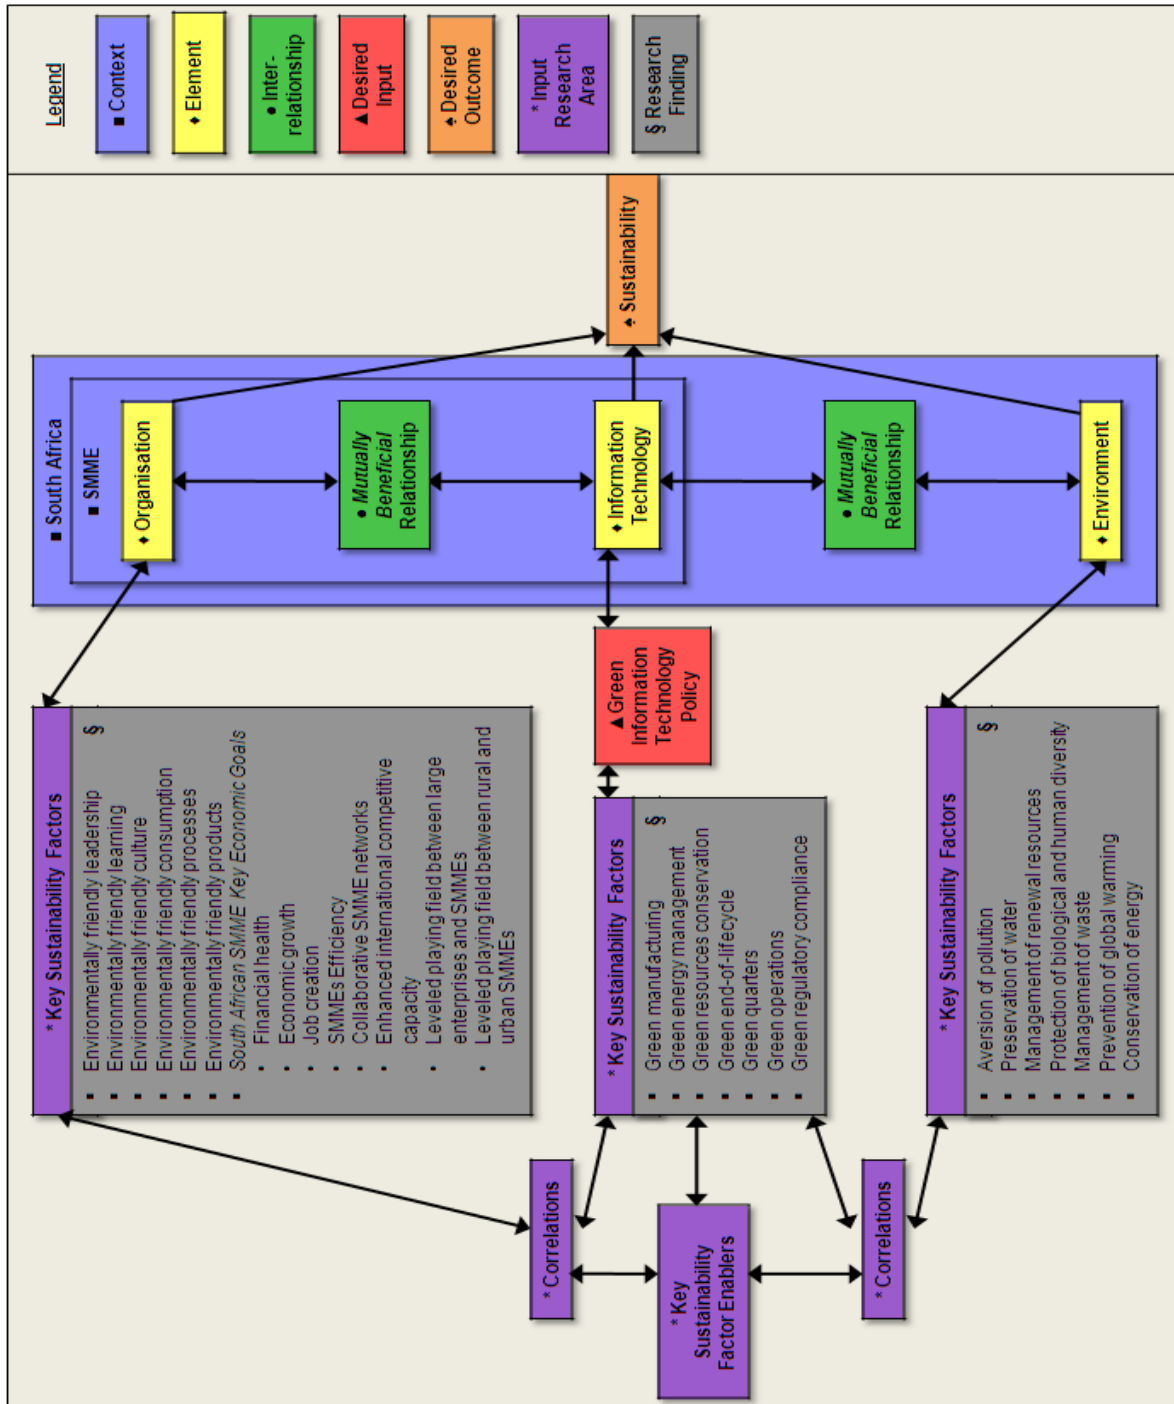 Legend
■ Context
♦ Element
● Inter-
relationship
▲ Desired
Input
♠ Desired
Outcome
* Input
Research
Area
§ Research
Finding
♠ Sustainability
■ South Africa
■ SMME
♦ Organisation
● Mutually
Beneficial
Relationship
♦ Information
Technology
● Mutually
Beneficial
Relationship
♦ Environment
▲ Green
Information
Technology
Policy
* Key Sustainability Factors
▪ Environmentally friendly leadership §
▪ Environmentally friendly learning
▪ Environmentally friendly culture
▪ Environmentally friendly consumption
▪ Environmentally friendly processes
▪ Environmentally friendly products
▪ South African SMME Key Economic Goals
• Financial health
• Economic growth
• Job creation
• SMMEs Efficiency
• Collaborative SMME networks
• Enhanced international competitive
capacity
• Leveled playing field between large
enterprises and SMMEs
• Leveled playing field between rural and
urban SMMEs
* Key Sustainability Factors
▪ Green manufacturing §
▪ Green energy management
▪ Green resources conservation
▪ Green end-of-lifecycle
▪ Green quarters
▪ Green operations
▪ Green regulatory compliance
* Key Sustainability Factors
▪ Aversion of pollution §
▪ Preservation of water
▪ Management of renewal resources
▪ Protection of biological and human diversity
▪ Management of waste
▪ Prevention of global warming
▪ Conservation of energy
* Correlations
* Key
Sustainability
Factor Enablers
* Correlations